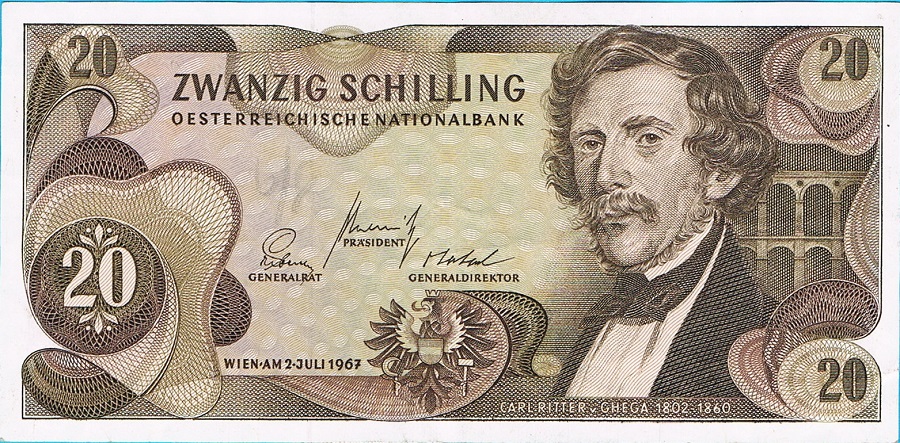 20
20
ZWANZIG SCHILLING
OESTERREICHISCHE NATIONALBANK
PRÄSIDENT
GENERALRAT
GENERALDIREKTOR
20
WIEN·AM 2·JULI 1967
20
CARL RITTER v. GHEGA 1802-1860